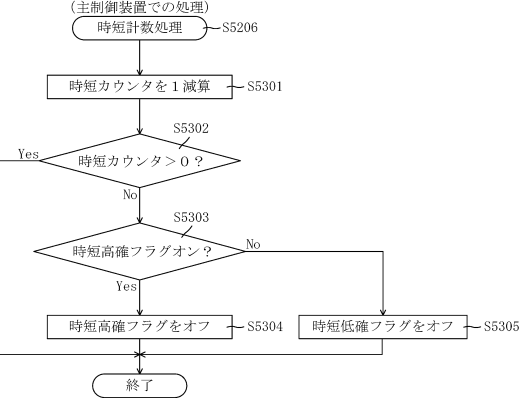 (主制御装置での処理)
時短計数処理 S5206
時短カウンタを１減算 S5301
S5302
Yes
時短カウンタ＞０？
No
S5303
時短高確フラグオン？
No
Yes
時短高確フラグをオフ S5304
時短低確フラグをオフ S5305
終了